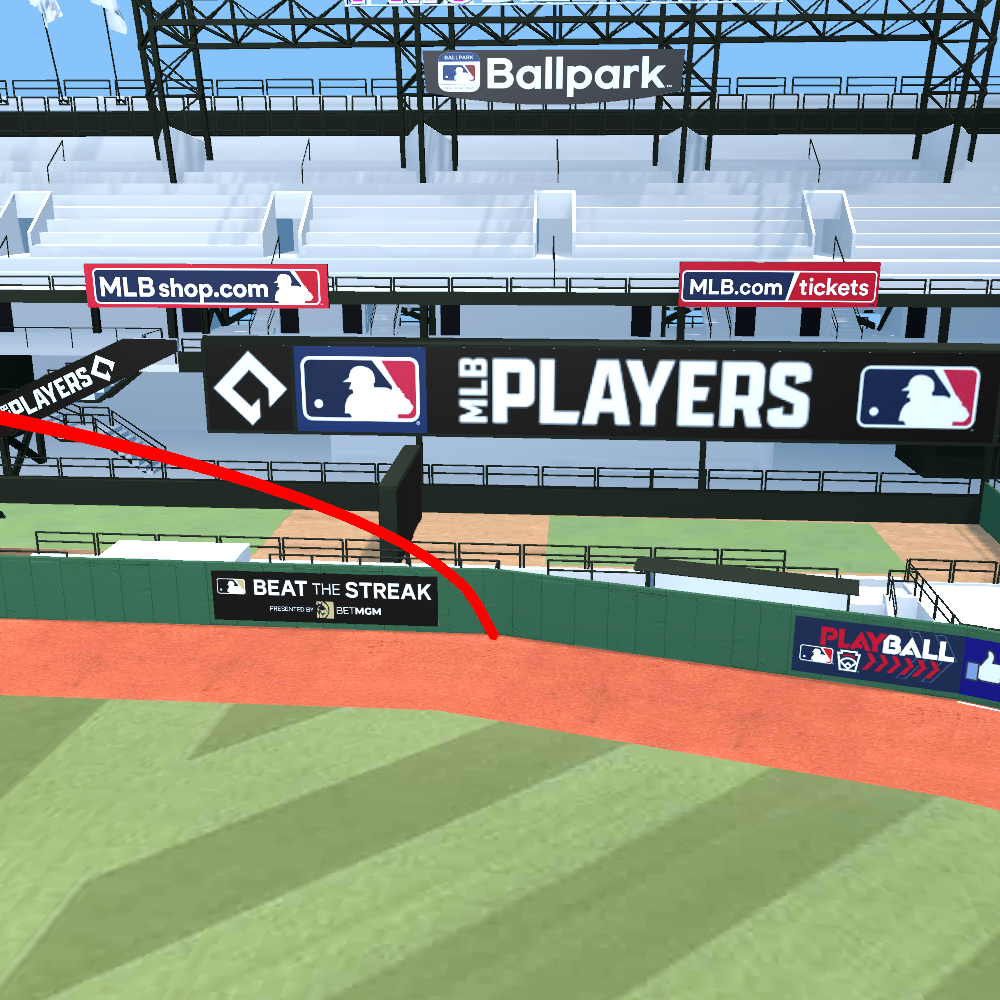 BALLPARK
Ballpark
MLBshop.com
MLB.com/tickets
PLAYERS
MLB PLAYERS
BEAT THE STREAK
PRESENTED BY BETMGM
PLAYBALL